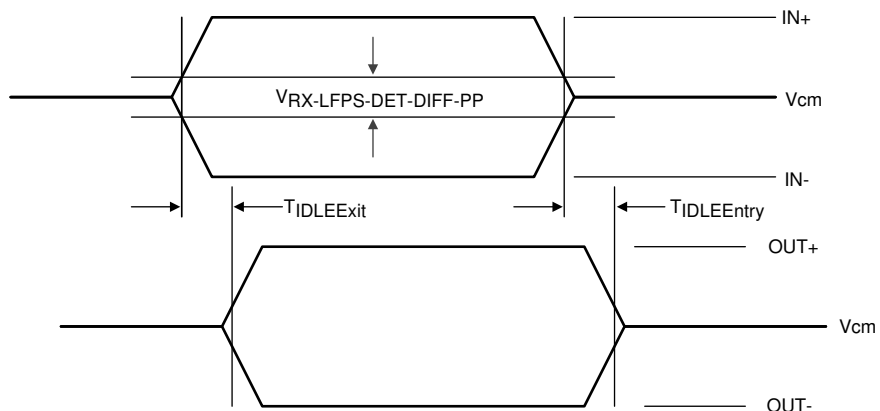 IN+
VRX-LFPS-DET-DIFF-PP
Vcm
IN-
TIDLEExit
TIDLEEntry
OUT+
Vcm
OUT-